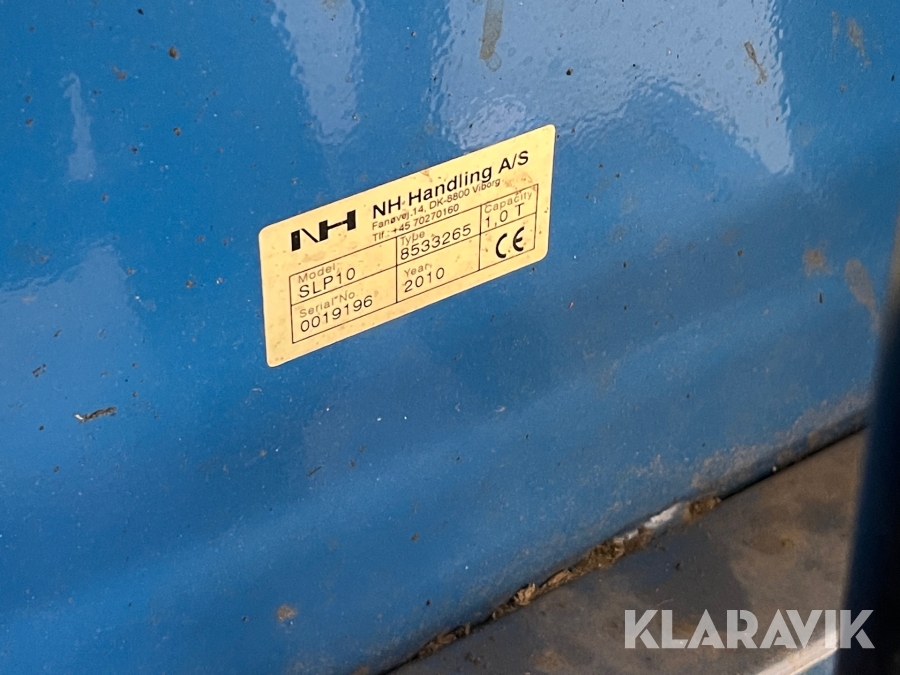 NH
NH Handling A/S
Fanøvej 14, DK-8800 Viborg
Tlf.: +45 70270160
Model Type Capacity
SLP10 8533265 1,0 T
Serial No Year CE
0019196 2010
KLARAVIK